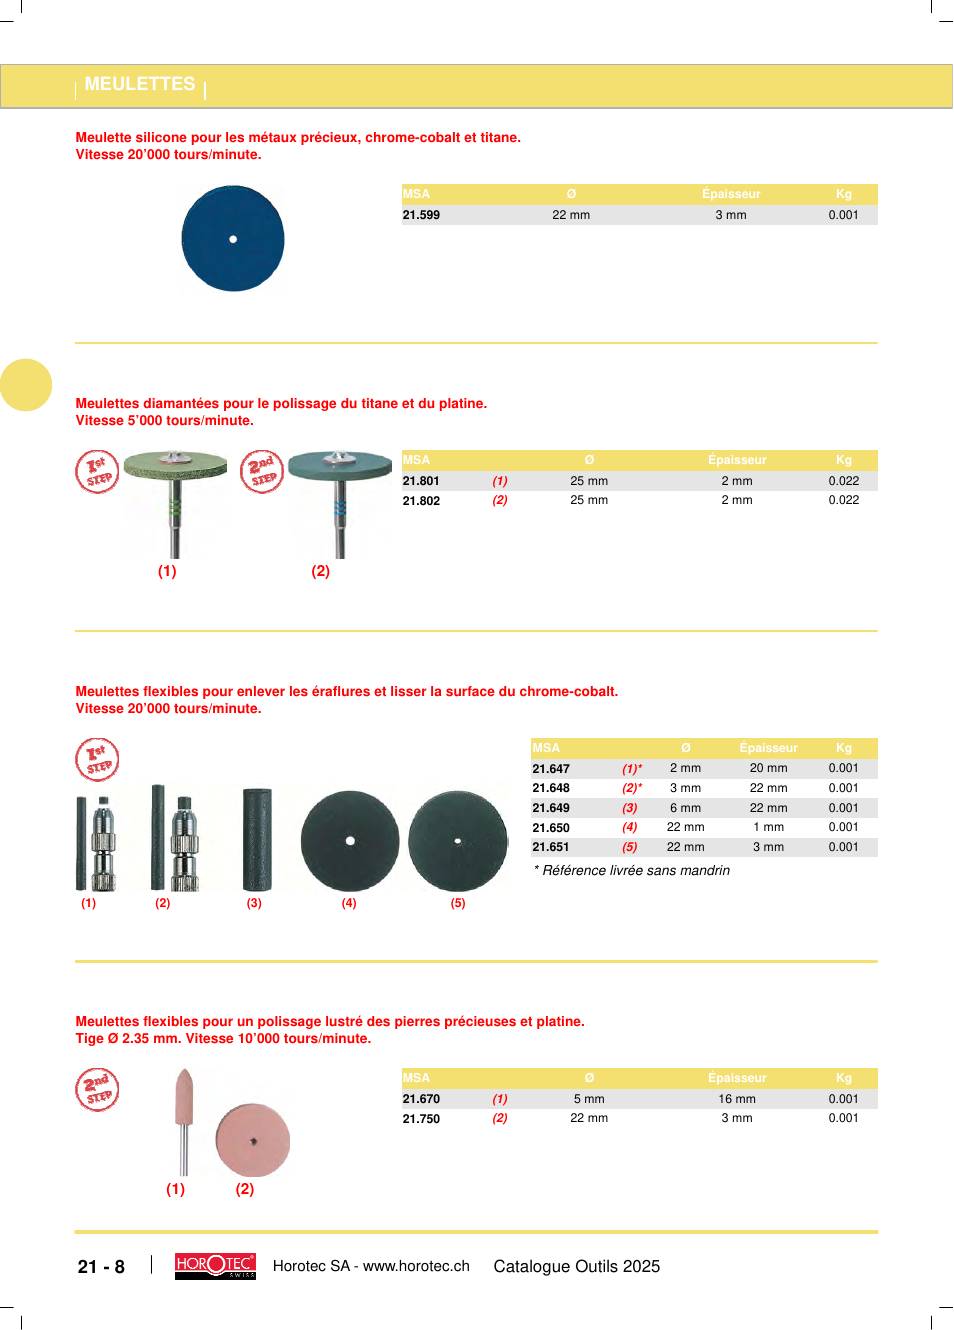 MEULETTES
Meulette silicone pour les métaux précieux, chrome-cobalt et titane.
Vitesse 20’000 tours/minute.
MSA Ø Épaisseur Kg
21.599 22 mm 3 mm 0.001
Meulettes diamantées pour le polissage du titane et du platine.
Vitesse 5’000 tours/minute.
1st STEP
2nd STEP
(1) (2)
MSA Ø Épaisseur Kg
21.801 (1) 25 mm 2 mm 0.022
21.802 (2) 25 mm 2 mm 0.022
Meulettes flexibles pour enlever les éraflures et lisser la surface du chrome-cobalt.
Vitesse 20’000 tours/minute.
1st STEP
(1) (2) (3) (4) (5)
MSA Ø Épaisseur Kg
21.647 (1)* 2 mm 20 mm 0.001
21.648 (2)* 3 mm 22 mm 0.001
21.649 (3) 6 mm 22 mm 0.001
21.650 (4) 22 mm 1 mm 0.001
21.651 (5) 22 mm 3 mm 0.001
* Référence livrée sans mandrin
Meulettes flexibles pour un polissage lustré des pierres précieuses et platine.
Tige Ø 2.35 mm. Vitesse 10’000 tours/minute.
2nd STEP
(1) (2)
MSA Ø Épaisseur Kg
21.670 (1) 5 mm 16 mm 0.001
21.750 (2) 22 mm 3 mm 0.001
21 - 8 HOROTEC® SWISS Horotec SA - www.horotec.ch Catalogue Outils 2025